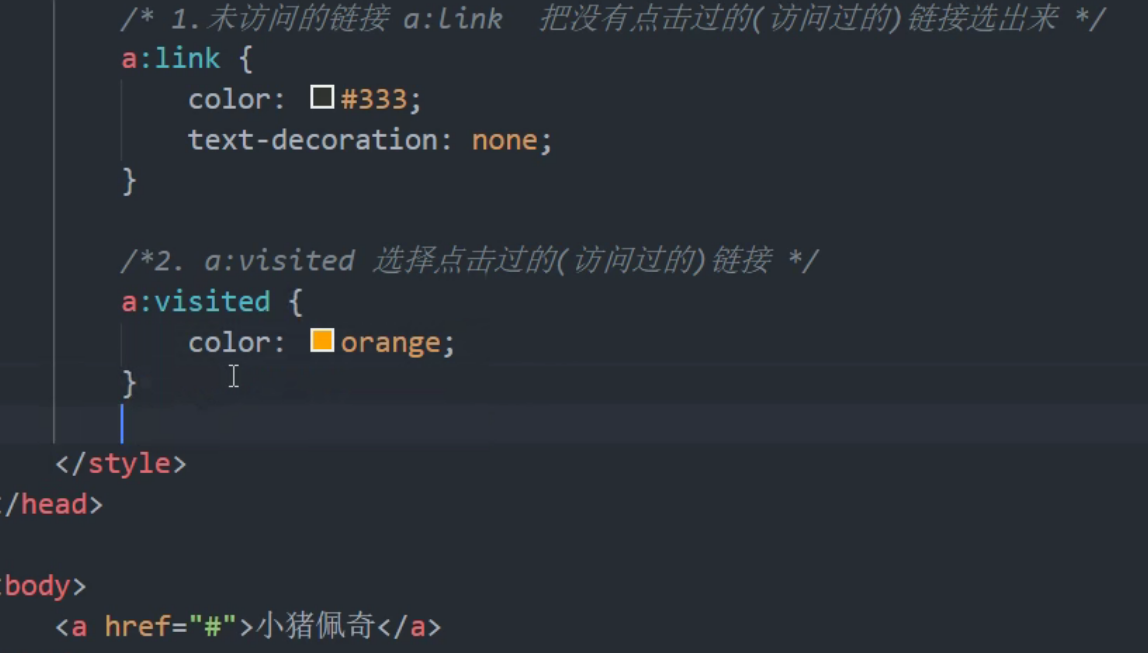 /* 1.未访问的链接 a:link  把没有点击过的(访问过的)链接选出来 */
a:link {
color: #333;
text-decoration: none;
}
/*2. a:visited 选择点击过的(访问过的)链接 */
a:visited {
color: orange;
}
</style>
/head>
body>
<a href="#">小猪佩奇</a>